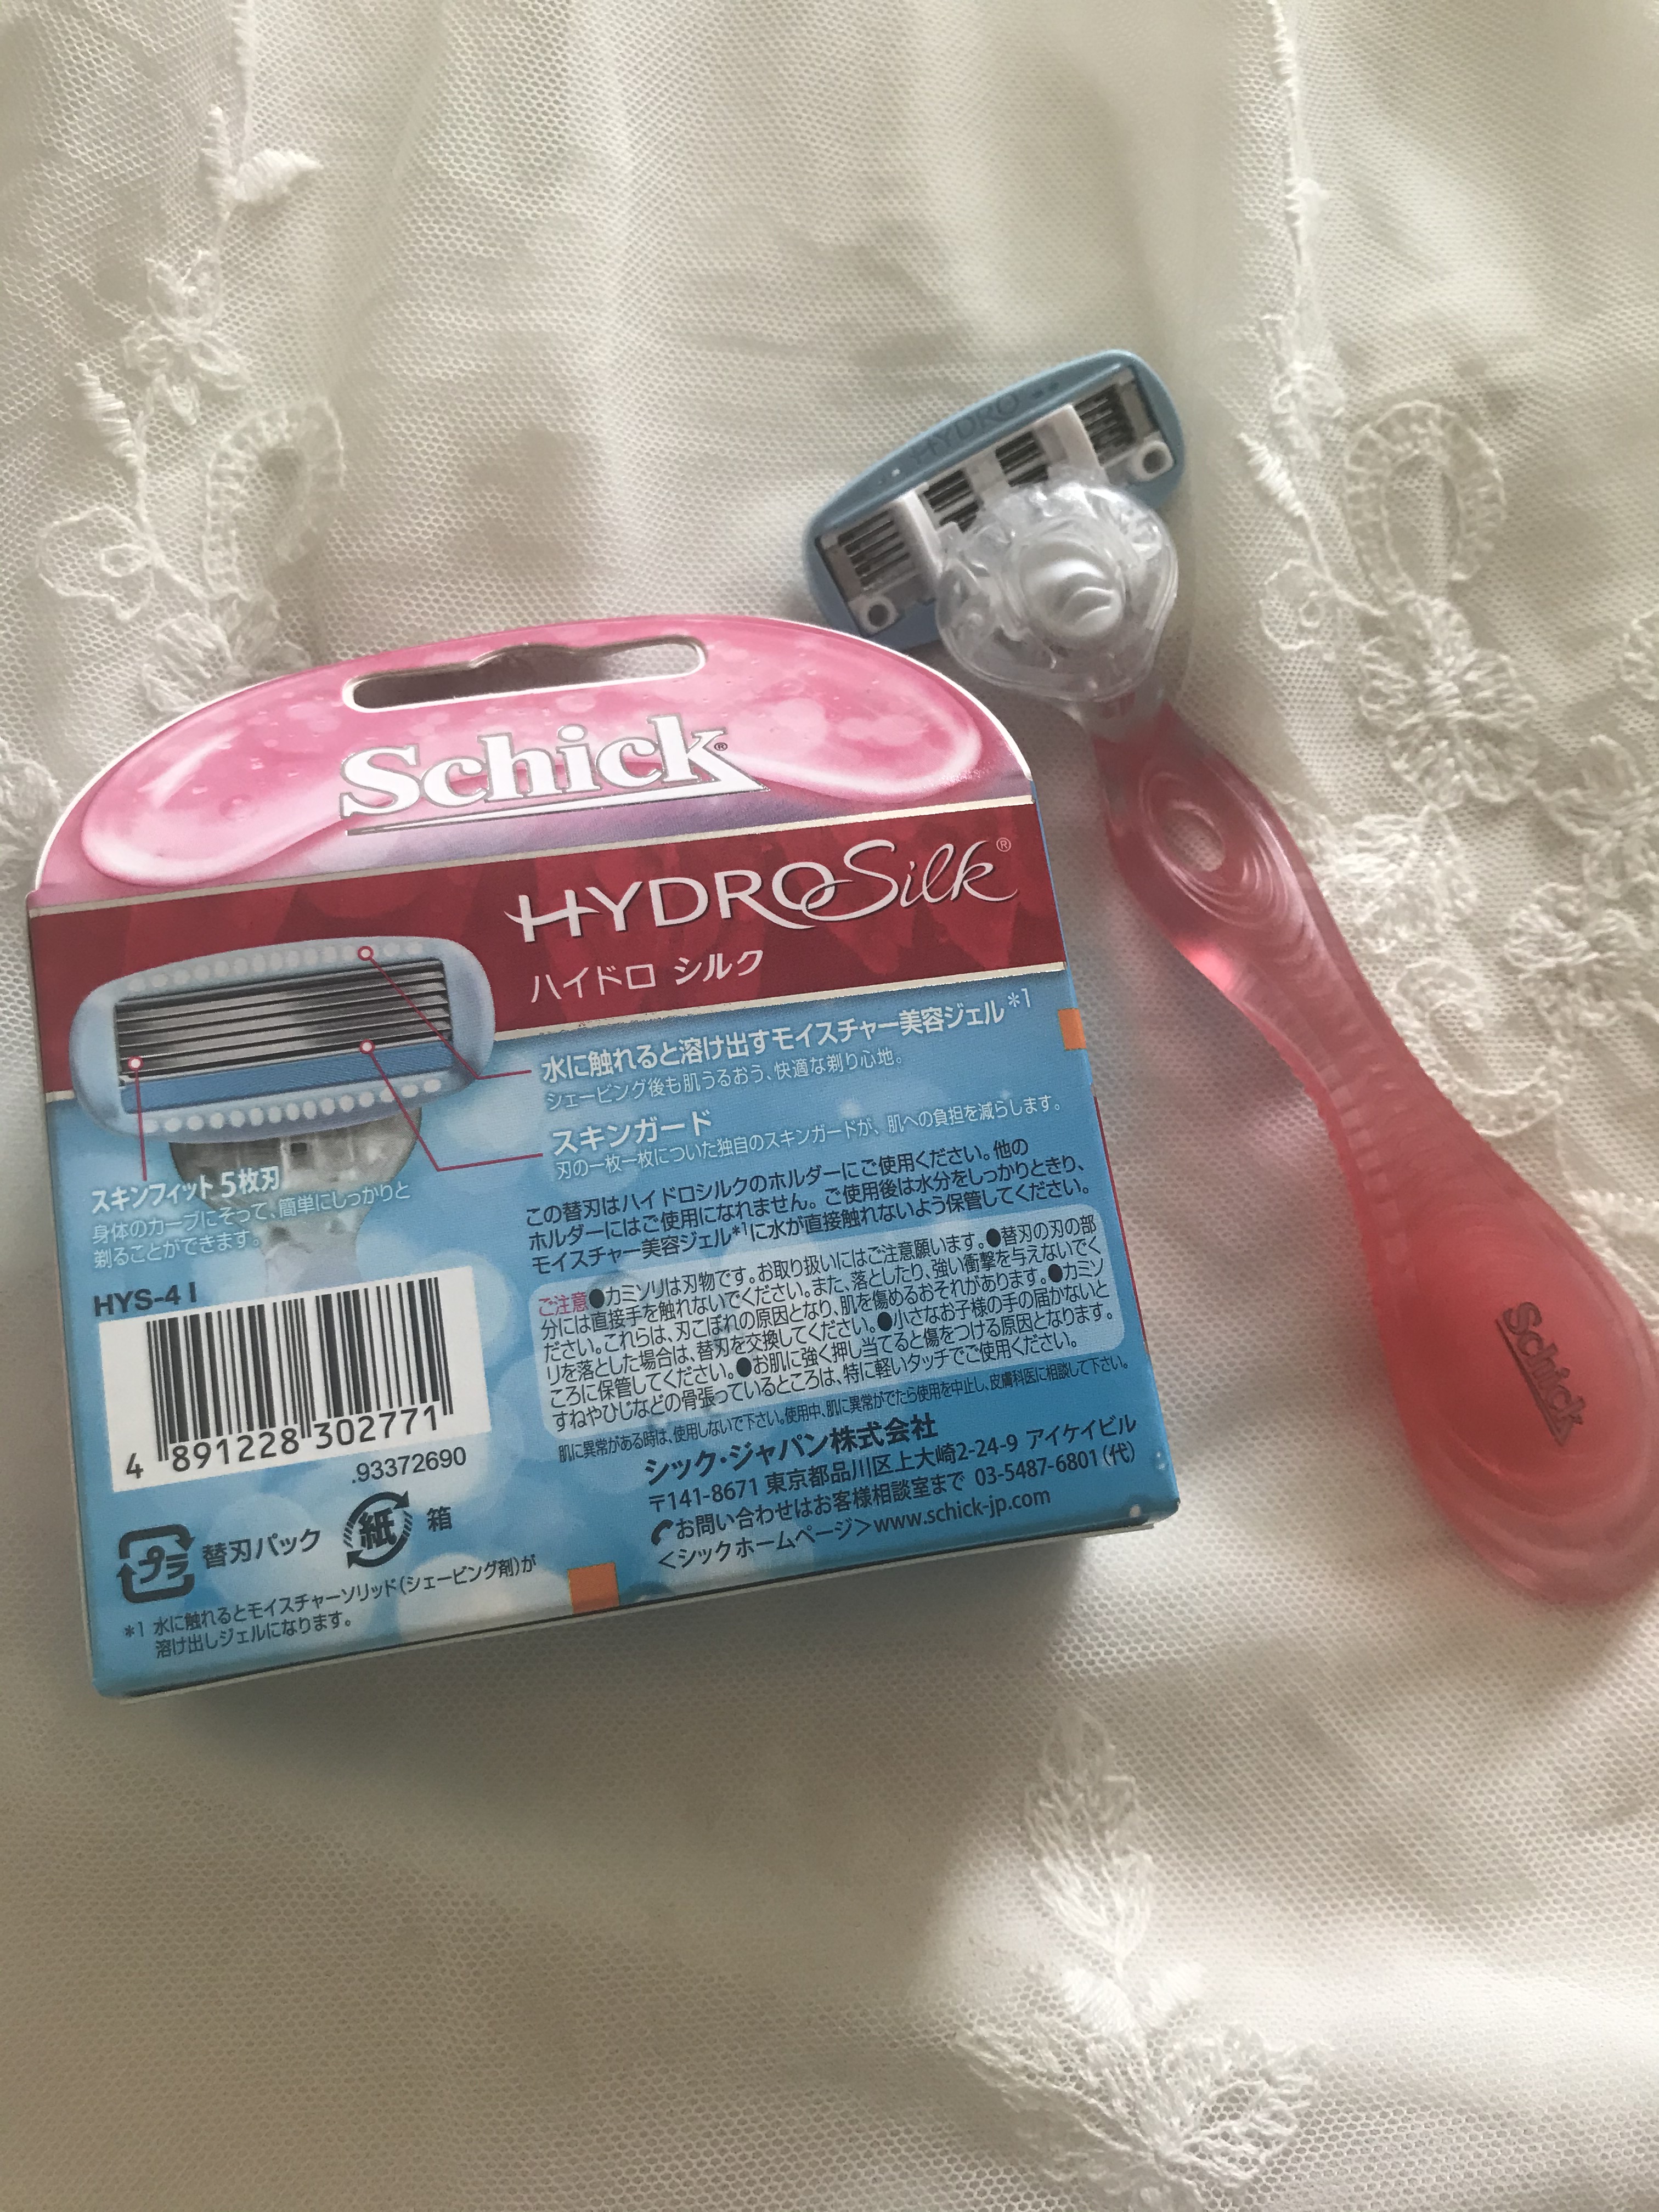 HYDRO
Schick®
HYDROSilk®
ハイドロ シルク
水に触れると溶け出すモイスチャー美容ジェル*1
シェービング後も肌うるおう、快適な剃り心地。
スキンガード
刃の一枚一枚についた独自のスキンガードが、肌への負担を減らします。
スキンフィット5枚刃
身体のカーブにそって、簡単にしっかりと
剃ることができます。
この替刃はハイドロシルクのホルダーにご使用ください。他の
ホルダーにはご使用になれません。ご使用後は水分をしっかりときり、
モイスチャー美容ジェル*1に水が直接触れないよう保管してください。
ご注意●カミソリは刃物です。お取り扱いにはご注意願います。●替刃の刃の部
分には直接手を触れないでください。また、落としたり、強い衝撃を与えないでく
ださい。これらは、刃こぼれの原因となり、肌を傷めるおそれがあります。●カミソ
リを落とした場合は、替刃を交換してください。●小さなお子様の手の届かないと
ころに保管してください。●お肌に強く押し当てると傷をつける原因となります。
すねやひじなどの骨張っているところは、特に軽いタッチでご使用ください。
肌に異常がある時は、使用しないで下さい。使用中、肌に異常がでたら使用を中止し、皮膚科医に相談して下さい。
シック・ジャパン株式会社
〒141-8671 東京都品川区上大崎2-24-9 アイケイビル
お問い合わせはお客様相談室まで 03-5487-6801(代)
<シックホームページ>www.schick-jp.com
HYS-4 I
4 891228 302771
.93372690
プラ 替刃パック 紙 箱
*1 水に触れるとモイスチャーソリッド(シェービング剤)が
溶け出しジェルになります。
Schick